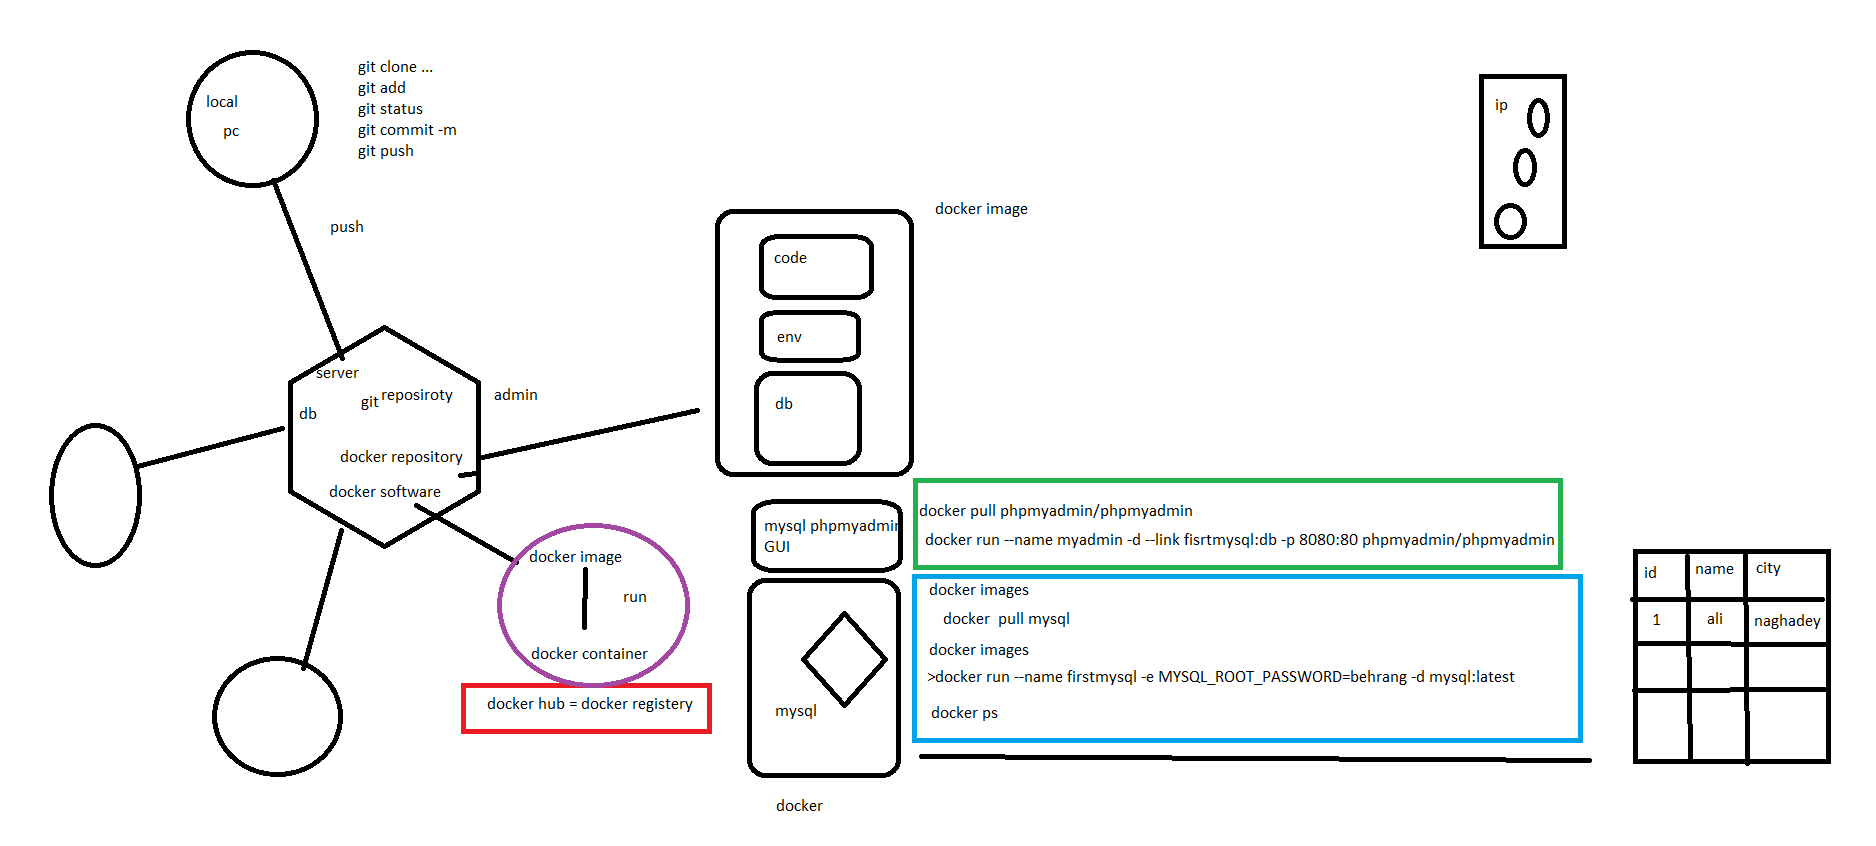 local
pc
git clone ...
git add
git status
git commit -m
git push
push
server
git reposiroty
db
admin
docker repository
docker software
docker image
run
docker container
docker hub = docker registery
docker image
code
env
db
mysql phpmyadmin
GUI
mysql
docker
docker pull phpmyadmin/phpmyadmin
docker run --name myadmin -d --link fisrtmysql:db -p 8080:80 phpmyadmin/phpmyadmin
docker images
docker  pull mysql
docker images
>docker run --name firstmysql -e MYSQL_ROOT_PASSWORD=behrang -d mysql:latest
docker ps
ip
id name city
1 ali naghadey